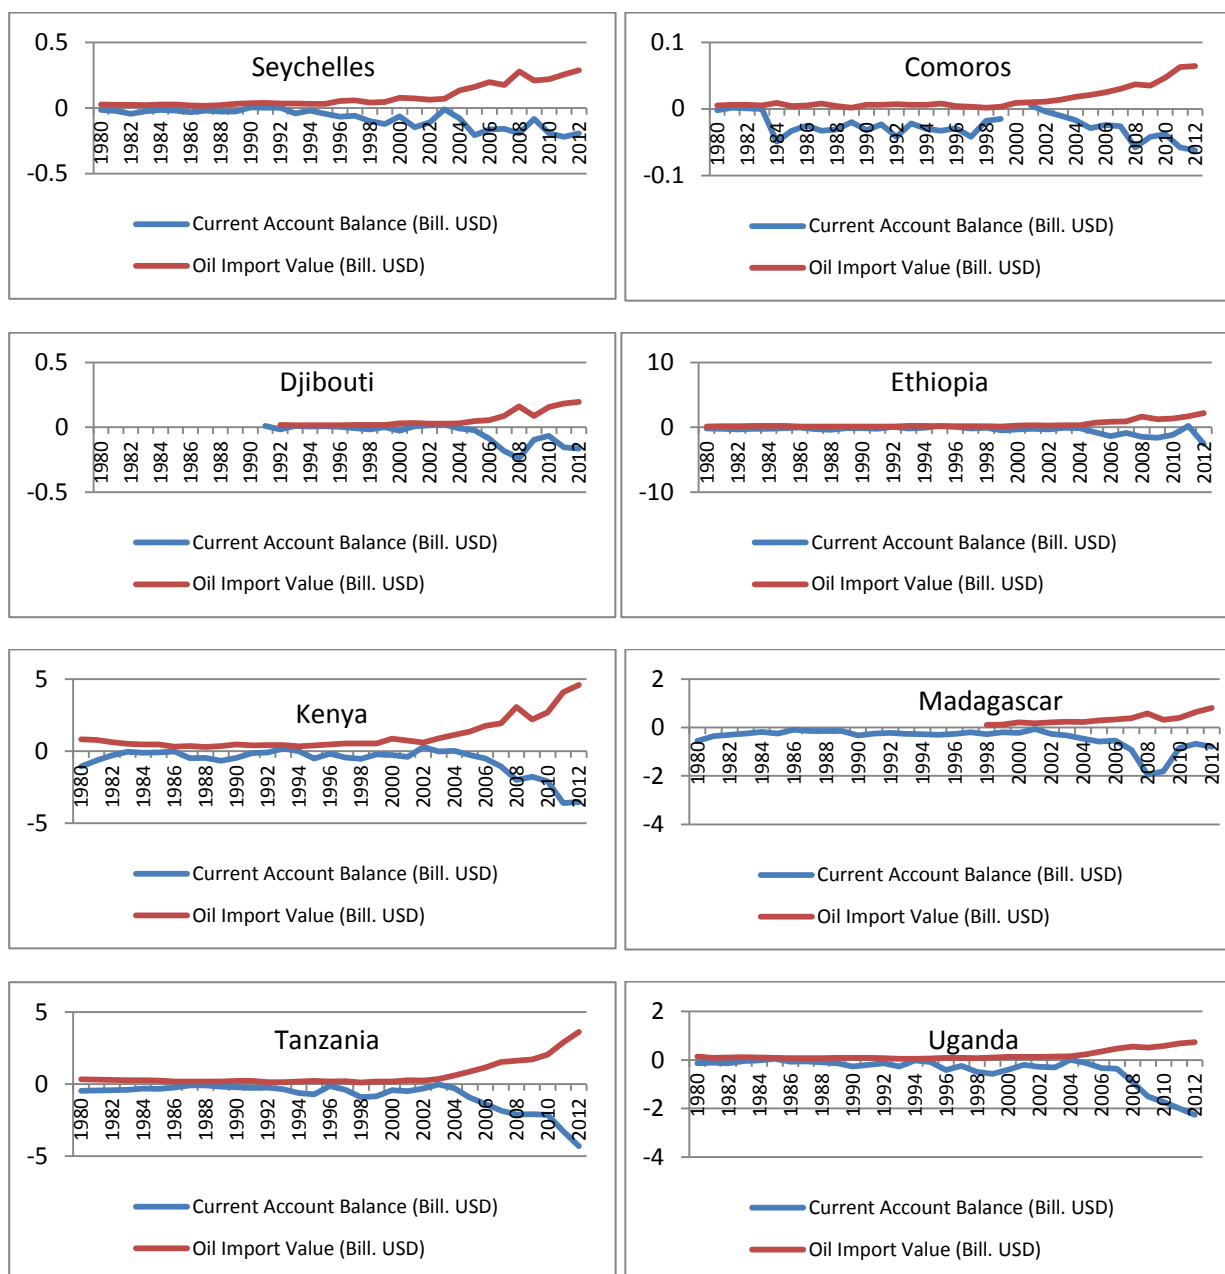 Seychelles
0.5
0
-0.5
1980 1982 1984 1986 1988 1990 1992 1994 1996 1998 2000 2002 2004 2006 2008 2010 2012
Current Account Balance (Bill. USD)
Oil Import Value (Bill. USD)
Comoros
0.1
0
-0.1
1980 1982 1984 1986 1988 1990 1992 1994 1996 1998 2000 2002 2004 2006 2008 2010 2012
Current Account Balance (Bill. USD)
Oil Import Value (Bill. USD)
Djibouti
0.5
0
-0.5
1980 1982 1984 1986 1988 1990 1992 1994 1996 1998 2000 2002 2004 2006 2008 2010 2012
Current Account Balance (Bill. USD)
Oil Import Value (Bill. USD)
Ethiopia
10
0
-10
1980 1982 1984 1986 1988 1990 1992 1994 1996 1998 2000 2002 2004 2006 2008 2010 2012
Current Account Balance (Bill. USD)
Oil Import Value (Bill. USD)
Kenya
5
0
-5
1980 1982 1984 1986 1988 1990 1992 1994 1996 1998 2000 2002 2004 2006 2008 2010 2012
Current Account Balance (Bill. USD)
Oil Import Value (Bill. USD)
Madagascar
2
0
-2
-4
1980 1982 1984 1986 1988 1990 1992 1994 1996 1998 2000 2002 2004 2006 2008 2010 2012
Current Account Balance (Bill. USD)
Oil Import Value (Bill. USD)
Tanzania
5
0
-5
1980 1982 1984 1986 1988 1990 1992 1994 1996 1998 2000 2002 2004 2006 2008 2010 2012
Current Account Balance (Bill. USD)
Oil Import Value (Bill. USD)
Uganda
2
0
-2
-4
1980 1982 1984 1986 1988 1990 1992 1994 1996 1998 2000 2002 2004 2006 2008 2010 2012
Current Account Balance (Bill. USD)
Oil Import Value (Bill. USD)